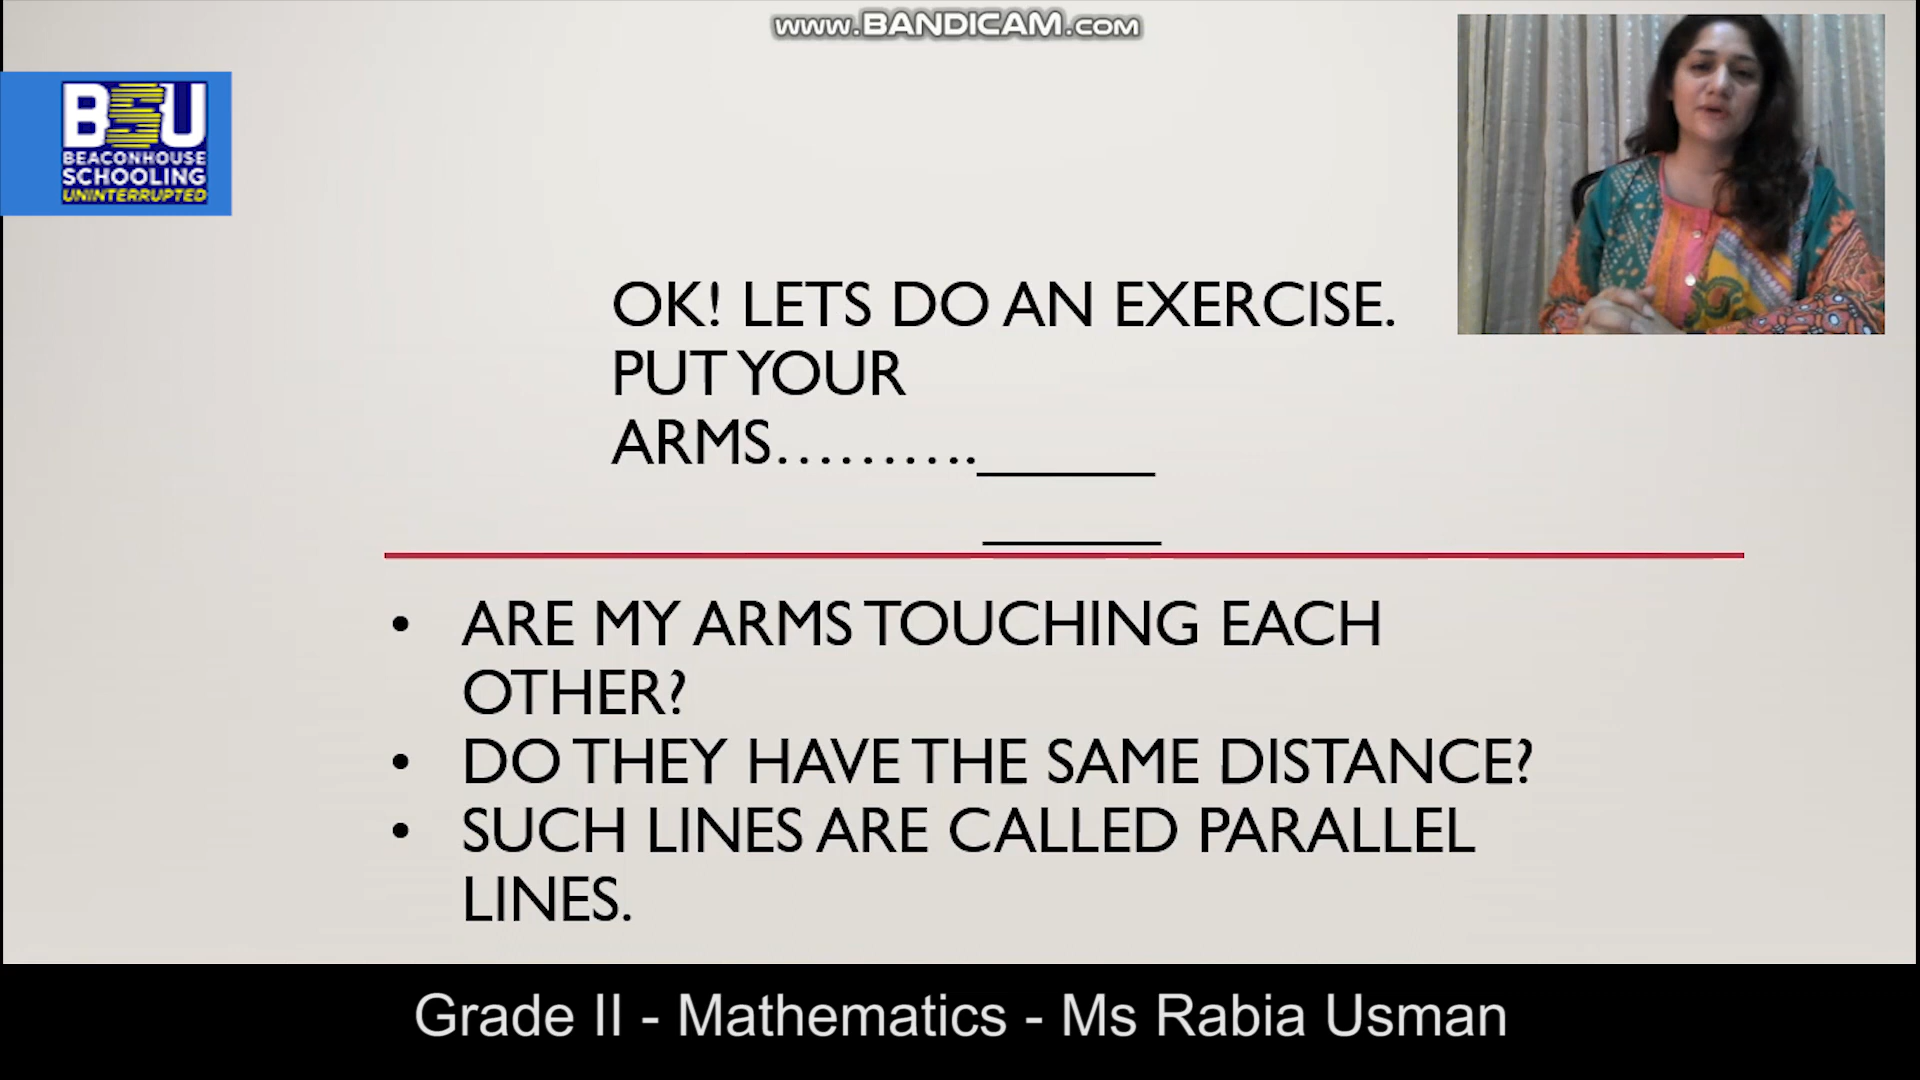 www.BANDICAM.com
BSU
BEACONHOUSE
SCHOOLING
UNINTERRUPTED
OK! LETS DO AN EXERCISE.
PUT YOUR
ARMS……….______
______
• ARE MY ARMS TOUCHING EACH
OTHER?
• DO THEY HAVE THE SAME DISTANCE?
• SUCH LINES ARE CALLED PARALLEL
LINES.
Grade II - Mathematics - Ms Rabia Usman